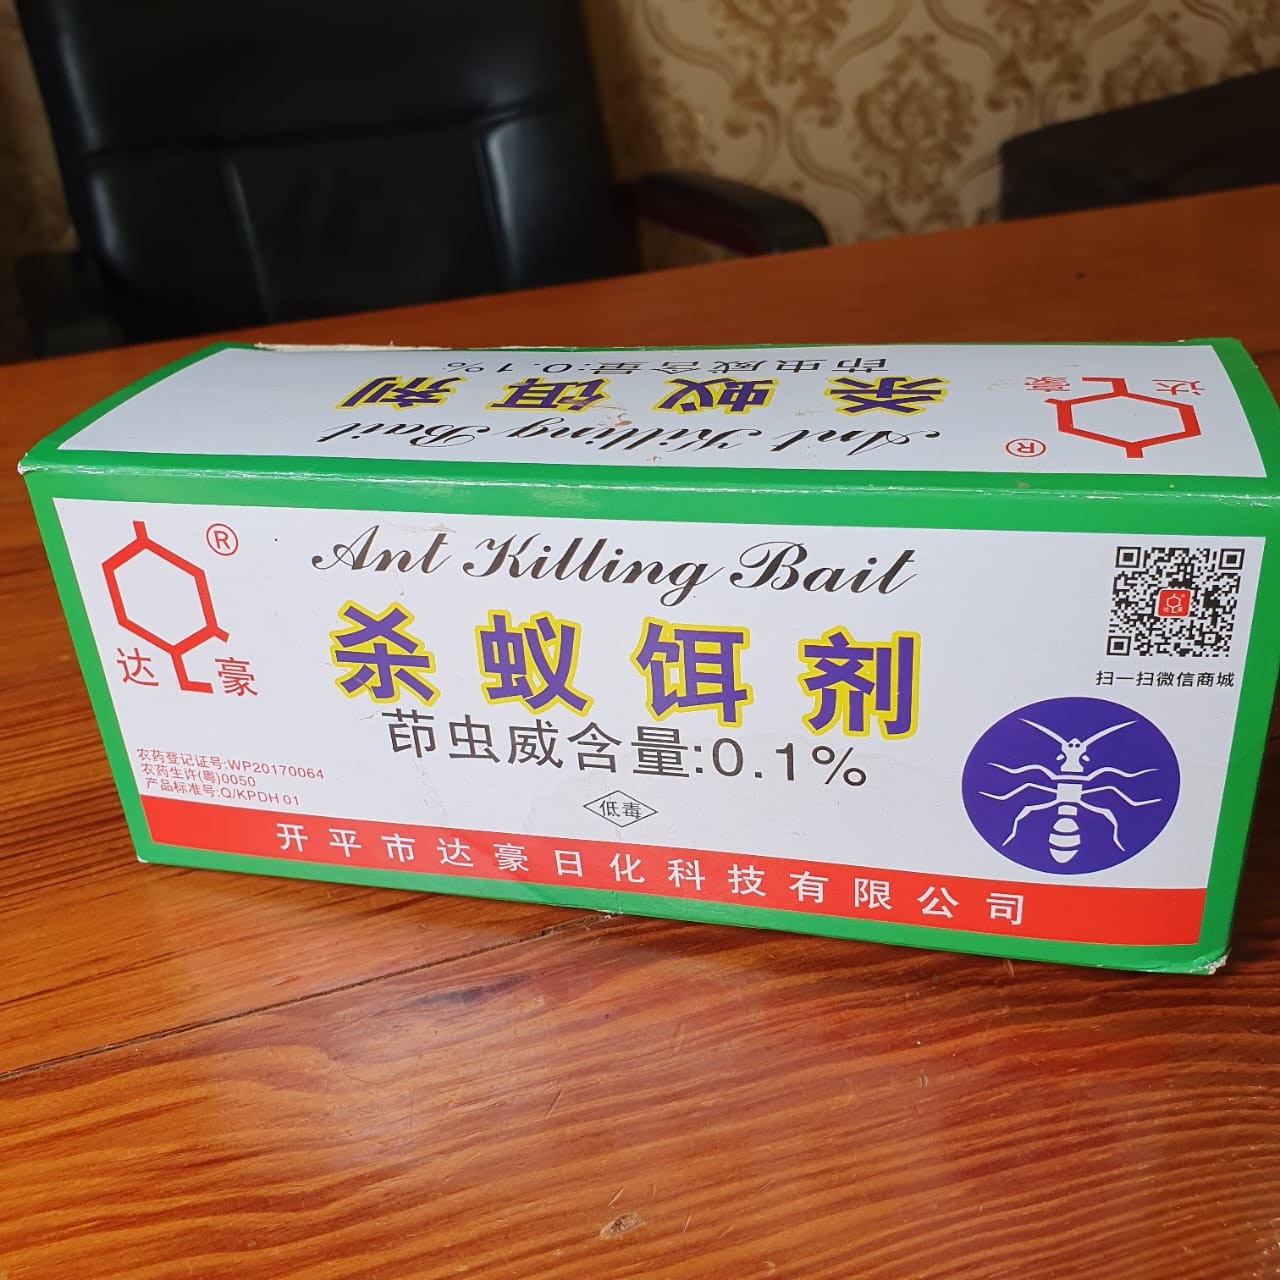 茚虫威含量:0.1%
杀蚁饵剂
Ant Killing Bait
达豪
®
®
达豪
Ant Killing Bait
杀蚁饵剂
茚虫威含量:0.1%
低毒
农药登记证号:WP20170064
农药生许(粤)0050
产品标准号:Q/KPDH 01
扫一扫微信商城
开平市达豪日化科技有限公司